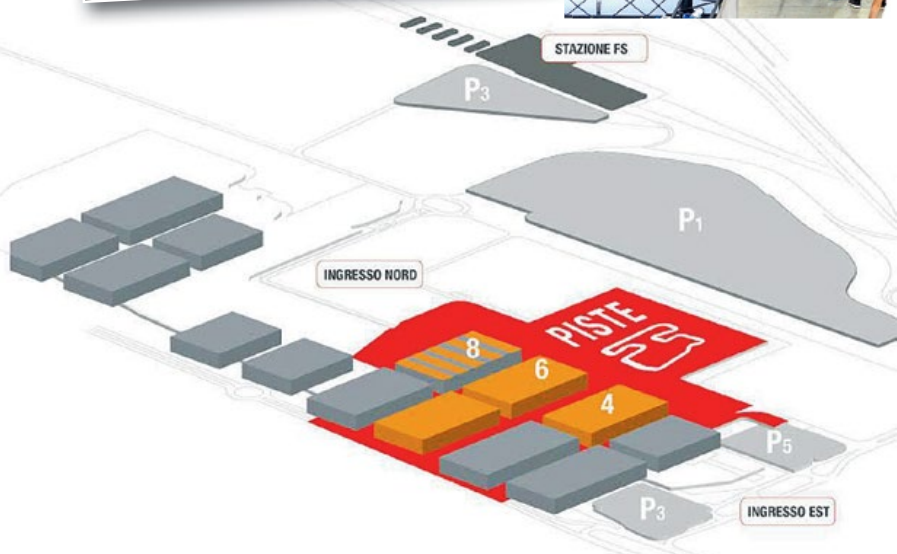 STAZIONE FS
P3
P1
INGRESSO NORD
PISTE
8
6
4
P5
P3
INGRESSO EST